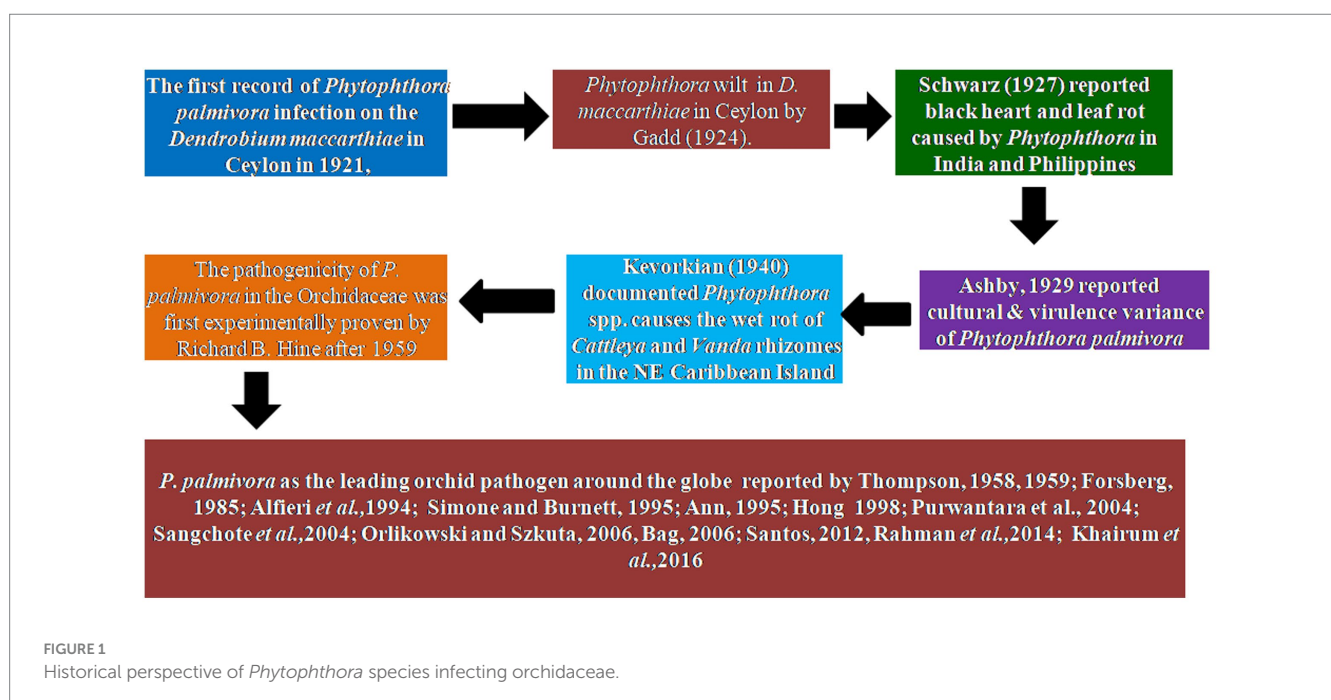 The first record of Phytophthora
palmivora infection on the
Dendrobium maccarthiae in
Ceylon in 1921,
Phytophthora wilt in D.
maccarthiae in Ceylon by
Gadd (1924).
Schwarz (1927) reported
black heart and leaf rot
caused by Phytophthora in
India and Philippines
Ashby, 1929 reported
cultural & virulence variance
of Phytophthora palmivora
Kevorkian (1940)
documented Phytophthora
spp. causes the wet rot of
Cattleya and Vanda rhizomes
in the NE Caribbean Island
The pathogenicity of P.
palmivora in the Orchidaceae was
first experimentally proven by
Richard B. Hine after 1959
P. palmivora as the leading orchid pathogen around the globe reported by Thompson, 1958, 1959; Forsberg,
1985; Alfieri et al.,1994; Simone and Burnett, 1995; Ann, 1995; Hong 1998; Purwantara et al., 2004;
Sangchote et al.,2004; Orlikowski and Szkuta, 2006, Bag, 2006; Santos, 2012, Rahman et al.,2014; Khairum et
al.,2016
FIGURE 1
Historical perspective of Phytophthora species infecting orchidaceae.